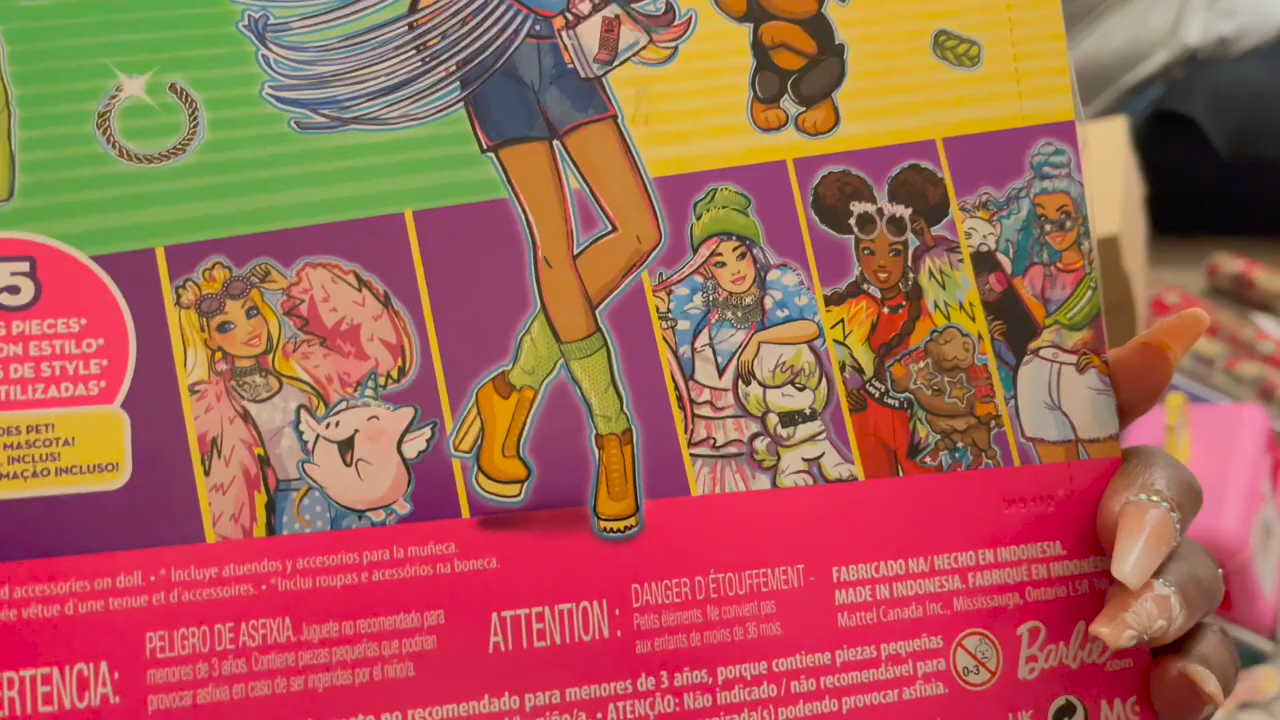 5
G PIECES*
ON ESTILO*
S DE STYLE*
TILIZADAS*
DES PET!
MASCOTA!
INCLUS!
MAÇÃO INCLUSO!
d accessories on doll. • * Incluye atuendos y accesorios para la muñeca.
ée vêtue d'une tenue et d'accessoires. • *Inclui roupas e acessórios na boneca.
ERTENCIA:
PELIGRO DE ASFIXIA. Juguete no recomendado para
menores de 3 años. Contiene piezas pequeñas que podrían
provocar asfixia en caso de ser ingeridas por el niño/a.
ATTENTION :
DANGER D'ÉTOUFFEMENT -
Petits éléments. Ne convient pas
aux enfants de moins de 36 mois.
FABRICADO NA/ HECHO EN INDONESIA.
MADE IN INDONESIA. FABRIQUÉ EN INDONÉSIE
Mattel Canada Inc., Mississauga, Ontario L5R
no recomendado para menores de 3 años, porque contiene piezas pequeñas
niño/a. • ATENÇÃO: Não indicado / não recomendável para
pirada(s) podendo provocar asfixia.
0-3
Barbie
.com
UK
MG